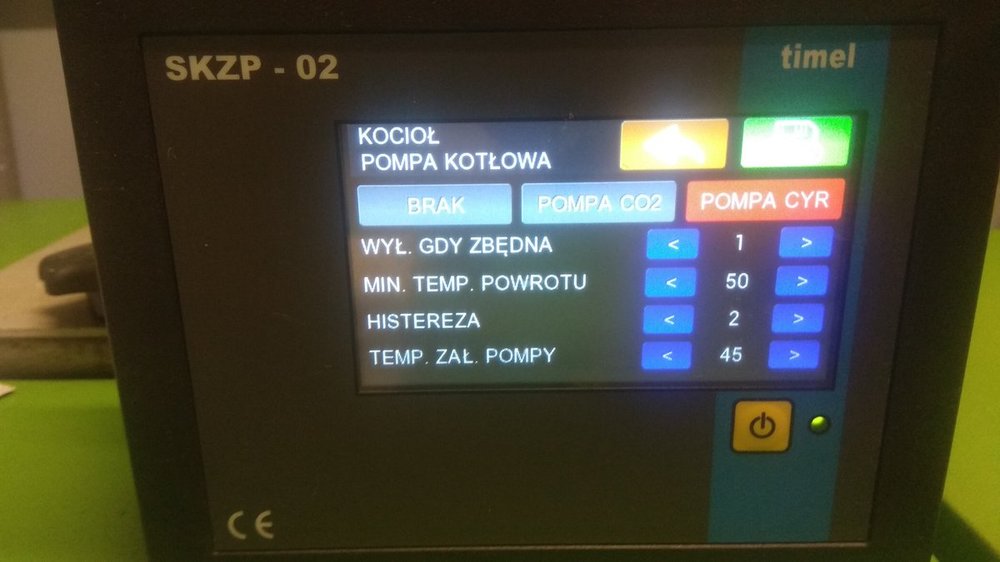 SKZP - 02
timel
KOCIOŁ
POMPA KOTŁOWA
BRAK POMPA CO2 POMPA CYR
WYŁ. GDY ZBĘDNA < 1 >
MIN. TEMP. POWROTU < 50 >
HISTEREZA < 2 >
TEMP. ZAŁ. POMPY < 45 >
CE